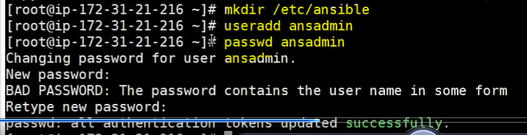 [root@ip-172-31-21-216 ~]# mkdir /etc/ansible
[root@ip-172-31-21-216 ~]# useradd ansadmin
[root@ip-172-31-21-216 ~]# passwd ansadmin
Changing password for user ansadmin.
New password:
BAD PASSWORD: The password contains the user name in some form
Retype new password:
passwd: all authentication tokens updated successfully.